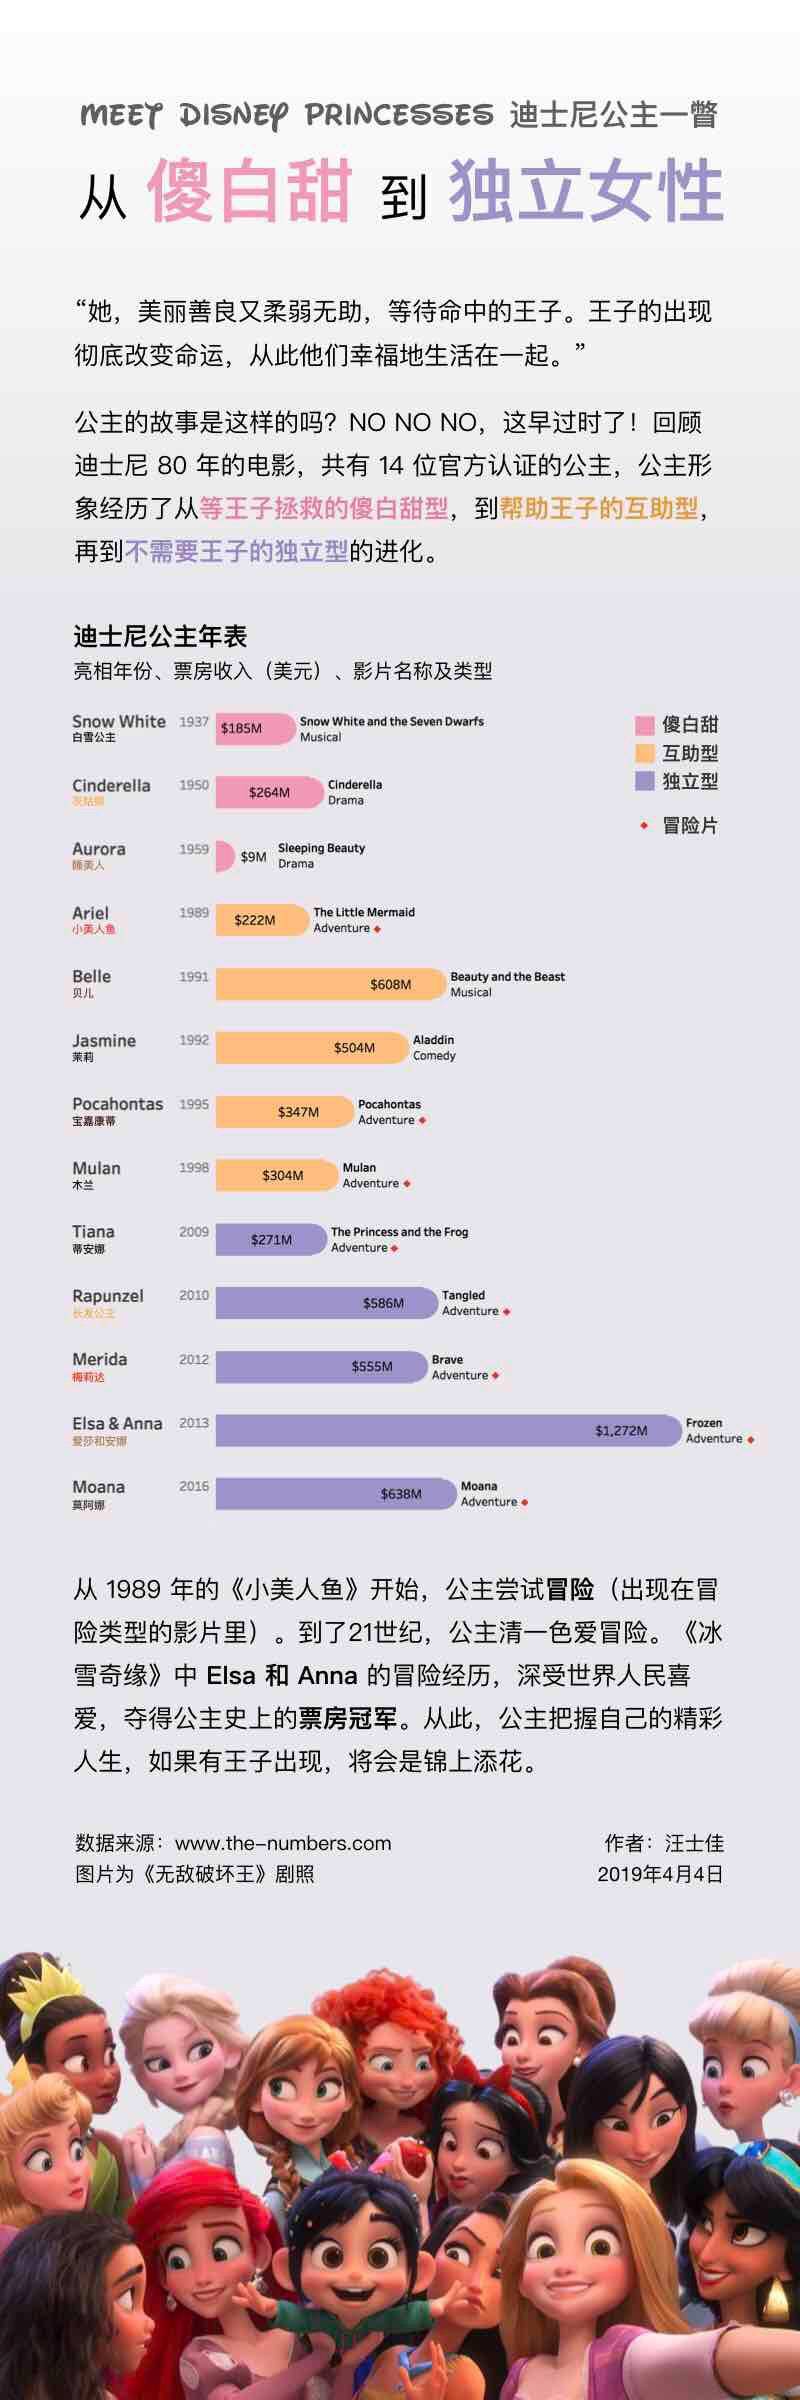 MEET DISNEY PRINCESSES 迪士尼公主一瞥
从 傻白甜 到 独立女性
“她，美丽善良又柔弱无助，等待命中的王子。王子的出现
彻底改变命运，从此他们幸福地生活在一起。”
公主的故事是这样的吗？NO NO NO，这早过时了！回顾
迪士尼 80 年的电影，共有 14 位官方认证的公主，公主形
象经历了从等王子拯救的傻白甜型，到帮助王子的互助型，
再到不需要王子的独立型的进化。
迪士尼公主年表
亮相年份、票房收入（美元）、影片名称及类型
傻白甜
互助型
独立型
冒险片
Snow White 1937 $185M Snow White and the Seven Dwarfs
白雪公主 Musical
Cinderella 1950 $264M Cinderella
灰姑娘 Drama
Aurora 1959 $9M Sleeping Beauty
睡美人 Drama
Ariel 1989 $222M The Little Mermaid
小美人鱼 Adventure
Belle 1991 $608M Beauty and the Beast
贝儿 Musical
Jasmine 1992 $504M Aladdin
茉莉 Comedy
Pocahontas 1995 $347M Pocahontas
宝嘉康蒂 Adventure
Mulan 1998 $304M Mulan
木兰 Adventure
Tiana 2009 $271M The Princess and the Frog
蒂安娜 Adventure
Rapunzel 2010 $586M Tangled
长发公主 Adventure
Merida 2012 $555M Brave
梅莉达 Adventure
Elsa & Anna 2013 $1,272M Frozen
爱莎和安娜 Adventure
Moana 2016 $638M Moana
莫阿娜 Adventure
从 1989 年的《小美人鱼》开始，公主尝试冒险（出现在冒
险类型的影片里）。到了21世纪，公主清一色爱冒险。《冰
雪奇缘》中 Elsa 和 Anna 的冒险经历，深受世界人民喜
爱，夺得公主史上的票房冠军。从此，公主把握自己的精彩
人生，如果有王子出现，将会是锦上添花。
数据来源：www.the-numbers.com
图片为《无敌破坏王》剧照
作者：汪士佳
2019年4月4日